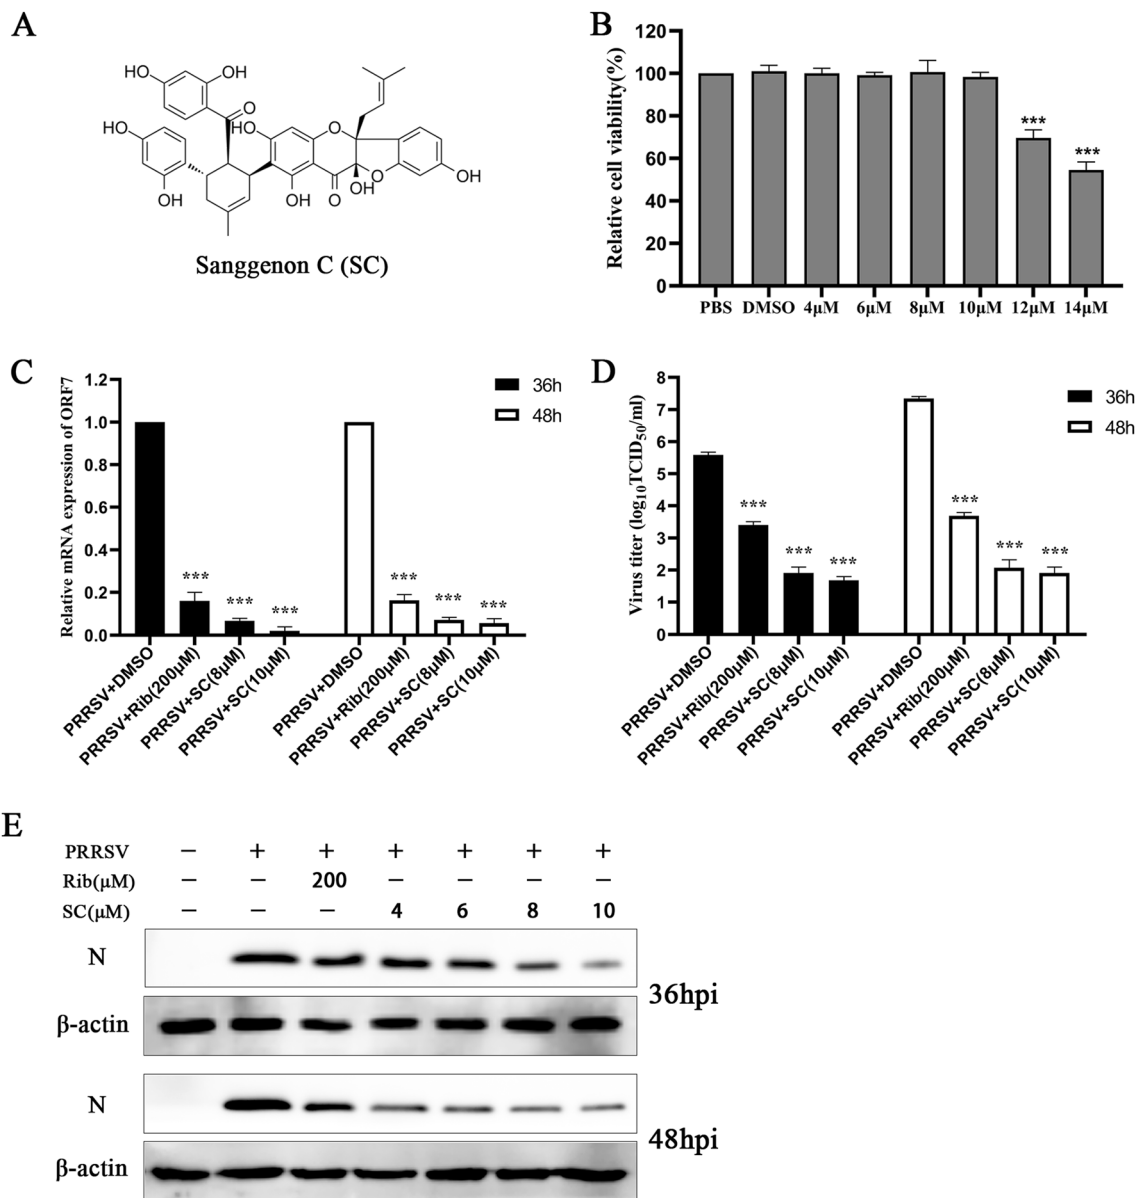 A
HO
OH
HO
O
HO
O
OH
OH
O
OH
O
OH
Sanggenon C (SC)
B
Relative cell viability(%)
120
100
80
60
40
20
0
*** ***
PBS DMSO 4μM 6μM 8μM 10μM 12μM 14μM
C
Relative mRNA expression of ORF7
1.2
1.0
0.8
0.6
0.4
0.2
0.0
36h
48h
*** *** *** *** *** ***
PRRSV+DMSO
PRRSV+Rib(200μM)
PRRSV+SC(8μM)
PRRSV+SC(10μM)
PRRSV+DMSO
PRRSV+Rib(200μM)
PRRSV+SC(8μM)
PRRSV+SC(10μM)
D
Virus titer (log10TCID50/ml)
8
7
6
5
4
3
2
1
0
36h
48h
*** *** *** *** *** ***
PRRSV+DMSO
PRRSV+Rib(200μM)
PRRSV+SC(8μM)
PRRSV+SC(10μM)
PRRSV+DMSO
PRRSV+Rib(200μM)
PRRSV+SC(8μM)
PRRSV+SC(10μM)
E
PRRSV − + + + + + +
Rib(μM) − − 200 − − − −
SC(μM) − − − 4 6 8 10
N
36hpi
β-actin
N
48hpi
β-actin